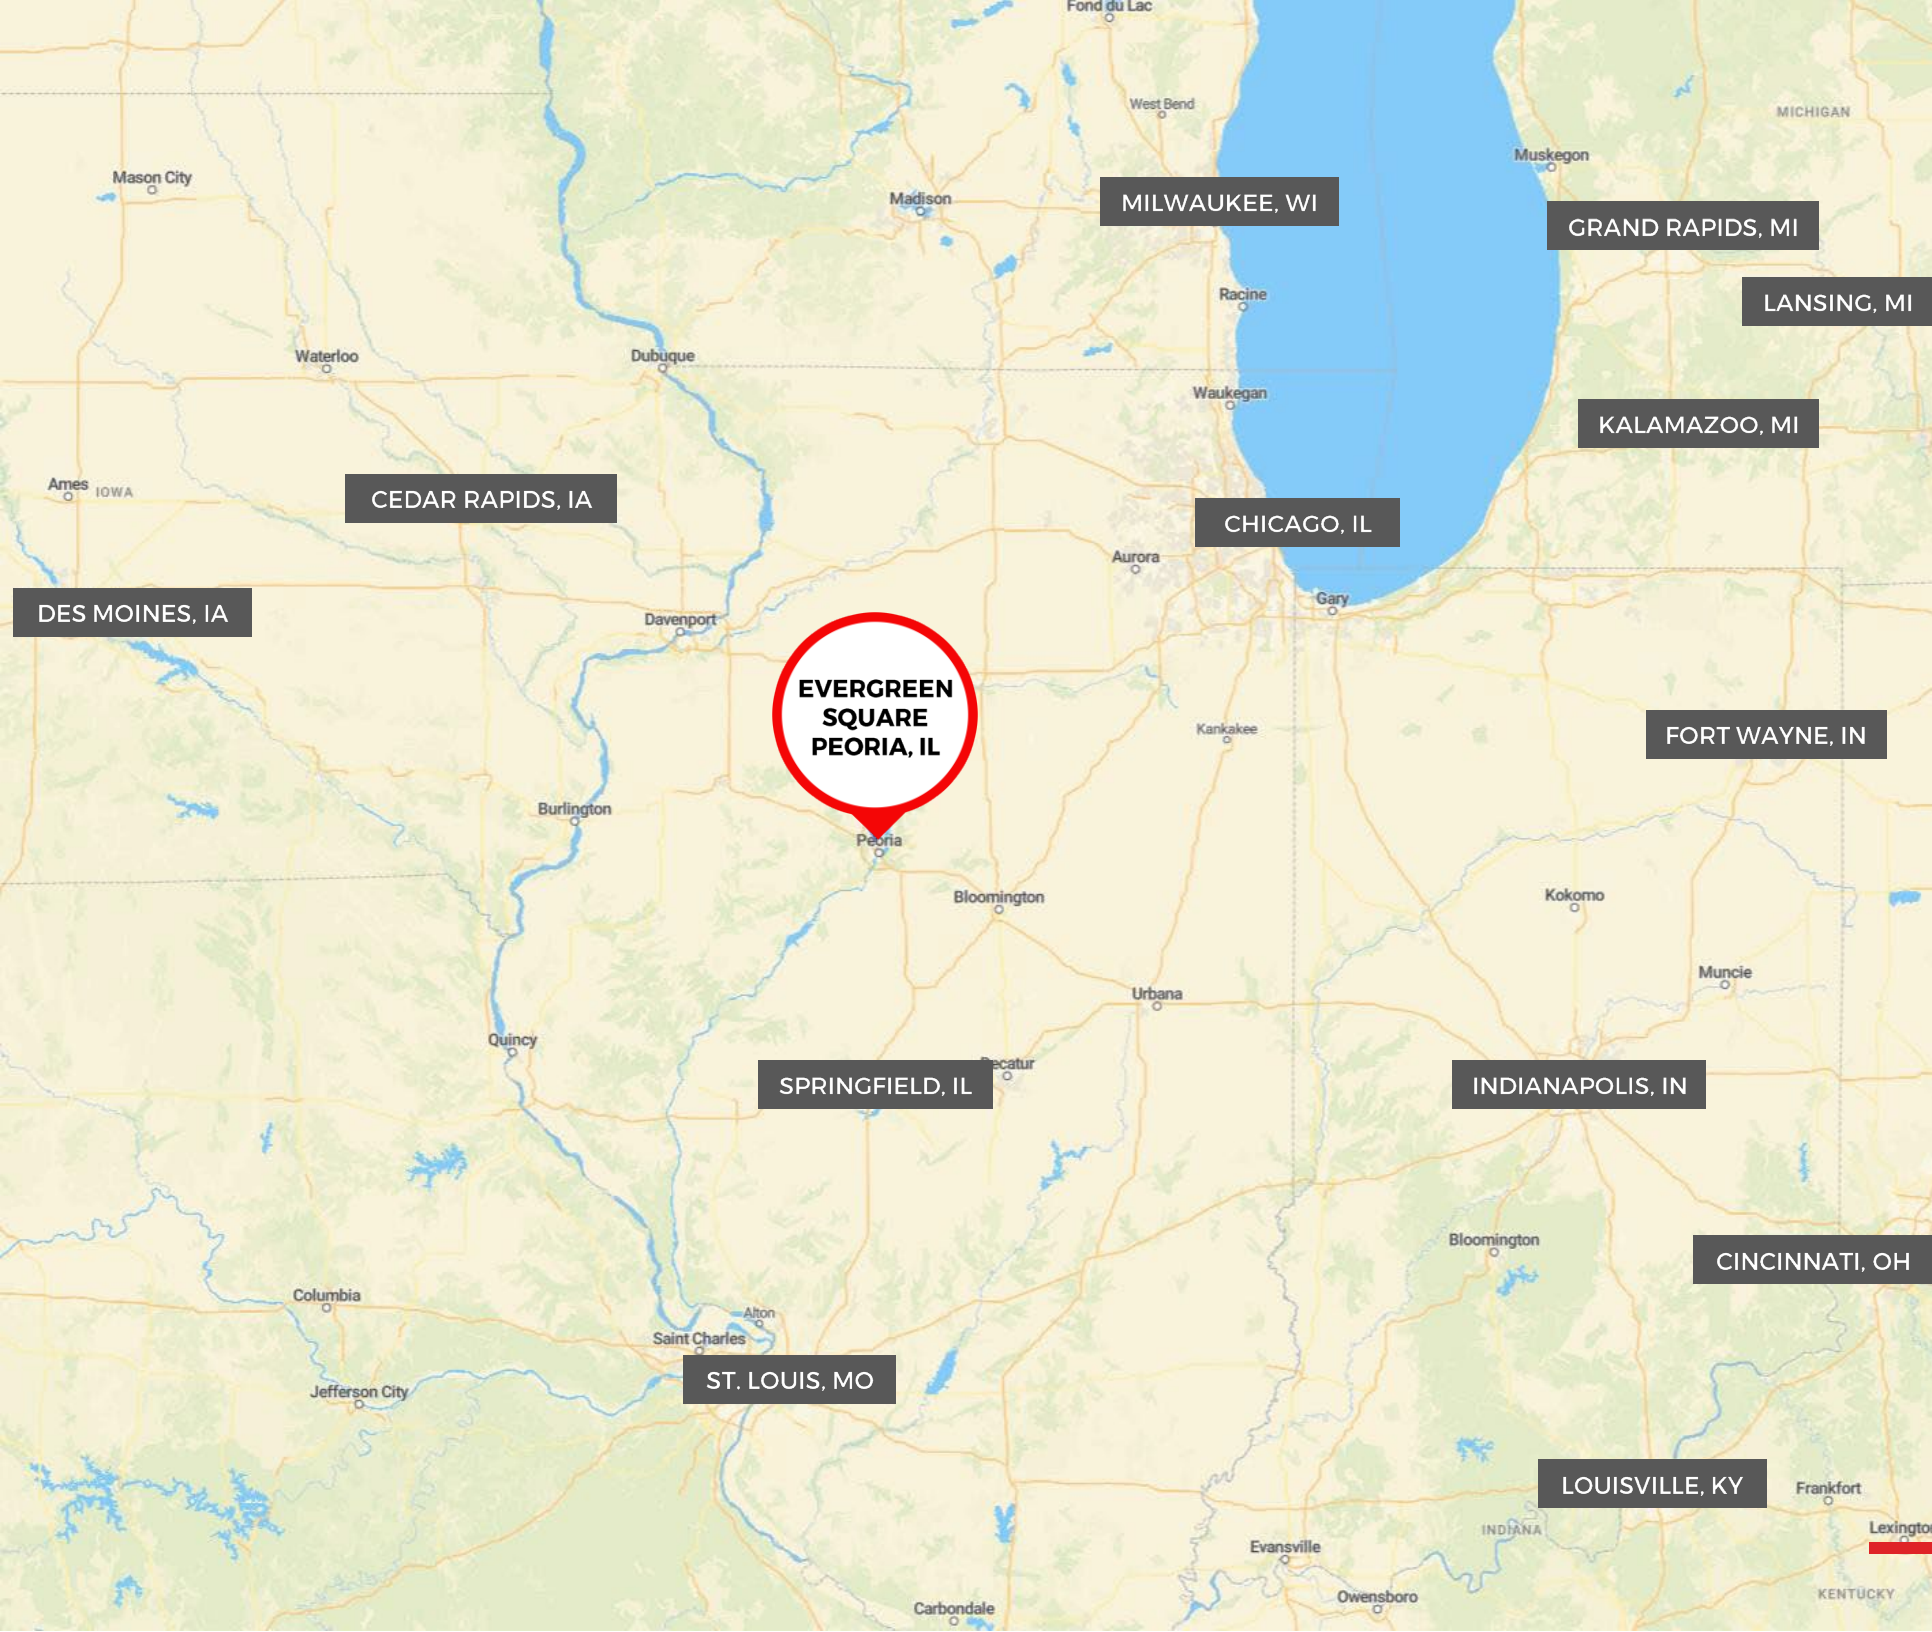 Fond du Lac
West Bend
MICHIGAN
Muskegon
Mason City
Madison
MILWAUKEE, WI
GRAND RAPIDS, MI
Racine
LANSING, MI
Waterloo
Dubuque
Waukegan
KALAMAZOO, MI
Ames
IOWA
CEDAR RAPIDS, IA
CHICAGO, IL
Aurora
Gary
DES MOINES, IA
Davenport
EVERGREEN
SQUARE
PEORIA, IL
Kankakee
FORT WAYNE, IN
Burlington
Peoria
Bloomington
Kokomo
Muncie
Urbana
Quincy
SPRINGFIELD, IL
ecatur
INDIANAPOLIS, IN
Bloomington
CINCINNATI, OH
Columbia
Alton
Saint Charles
ST. LOUIS, MO
Jefferson City
LOUISVILLE, KY
Frankfort
INDIANA
Lexingto
Evansville
Owensboro
KENTUCKY
Carbondale